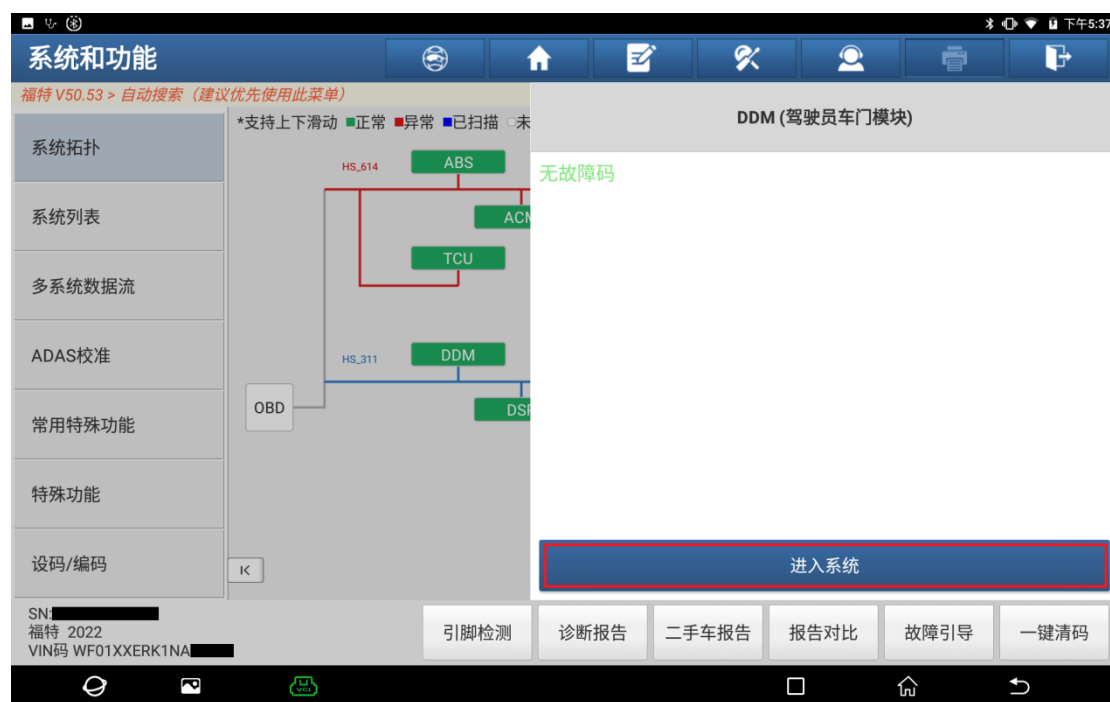 下午5:37
系统和功能
福特 V50.53 > 自动搜索（建议优先使用此菜单）
系统拓扑
系统列表
多系统数据流
ADAS校准
常用特殊功能
特殊功能
设码/编码
*支持上下滑动 正常 异常 已扫描 未
HS_614
ABS
ACM
TCU
HS_311
DDM
OBD
DSP
DDM (驾驶员车门模块)
无故障码
进入系统
SN:
福特 2022
VIN码 WF01XXERK1NA
引脚检测
诊断报告
二手车报告
报告对比
故障引导
一键清码
VCI